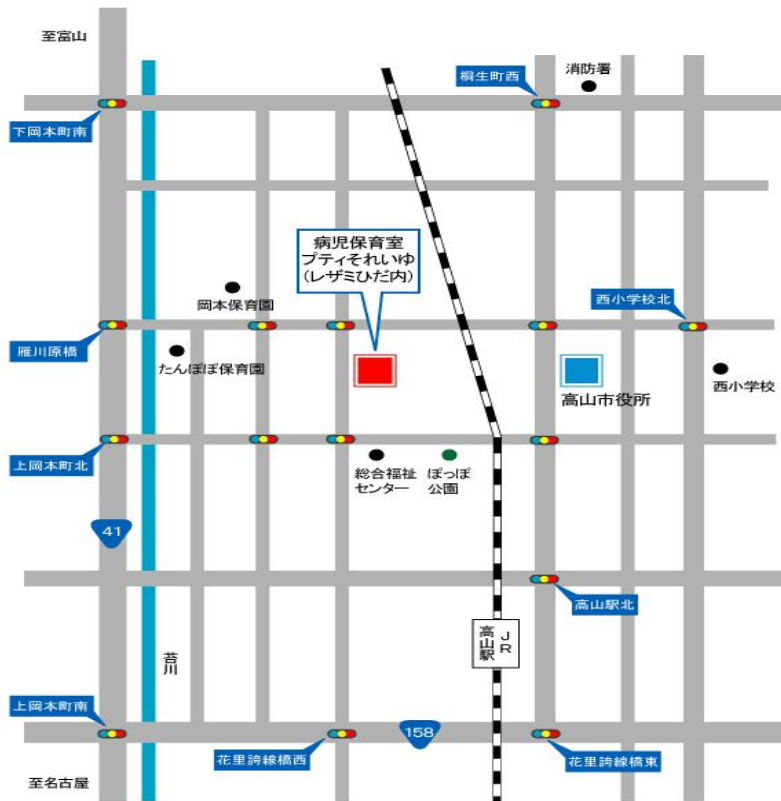 至富山
消防署
桐生町西
下岡本町南
病児保育室
プティそれいゆ
(レザミひだ内)
岡本保育園
西小学校北
雁川原橋
たんぽぽ保育園
高山市役所
西小学校
上岡本町北
総合福祉
センター
ぽっぽ
公園
41
高山駅北
苔川
JR
高山駅
上岡本町南
158
花里誇線橋西
花里誇線橋東
至名古屋